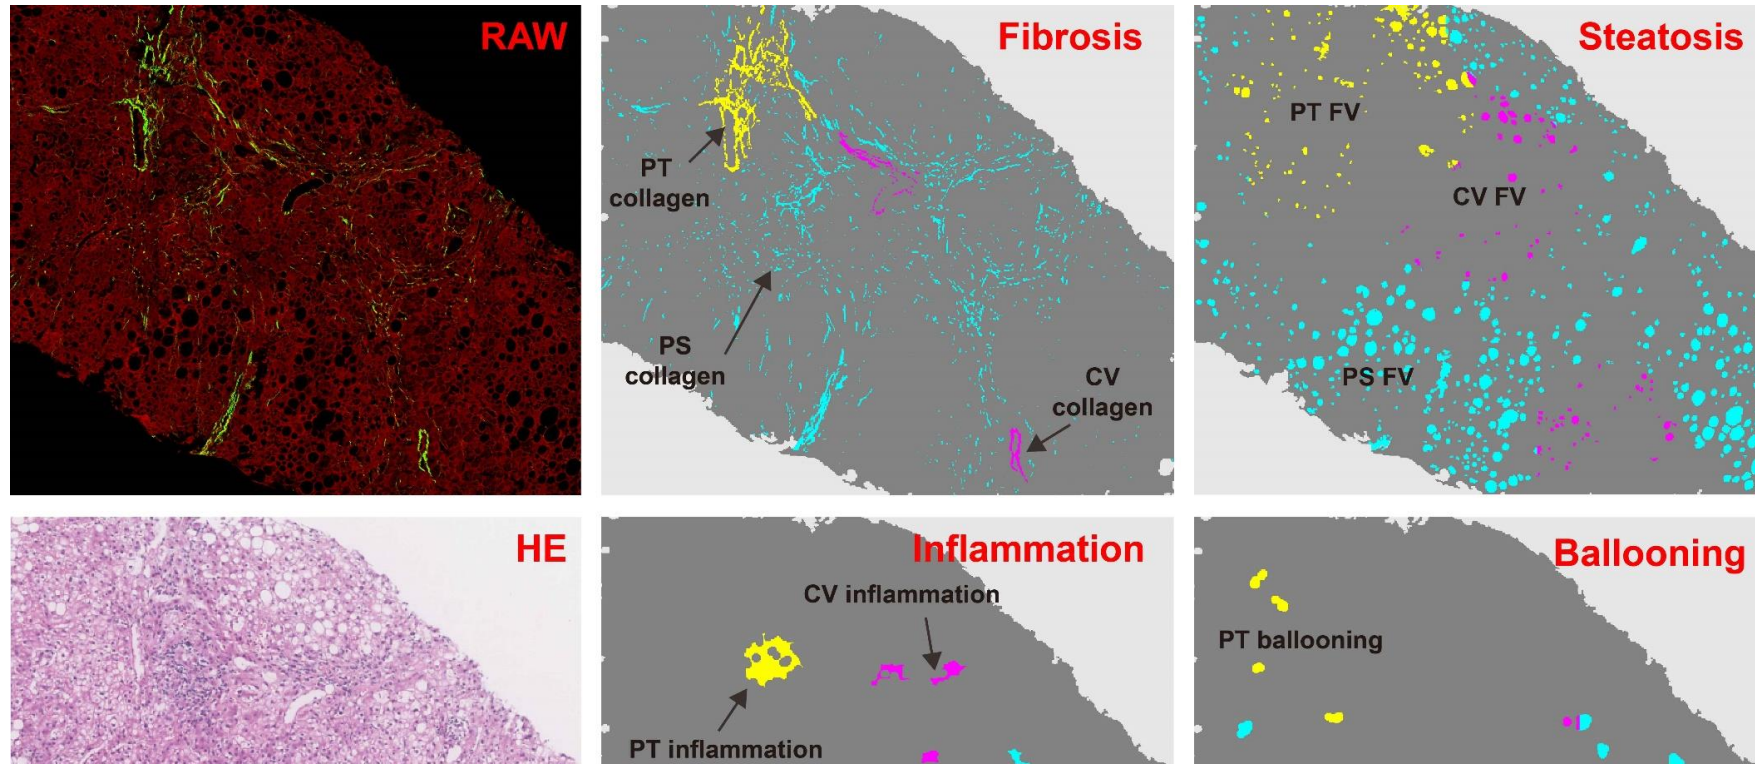 RAW
Fibrosis
PT
collagen
PS
collagen
CV
collagen
Steatosis
PT FV
CV FV
PS FV
HE
Inflammation
CV inflammation
PT inflammation
Ballooning
PT ballooning